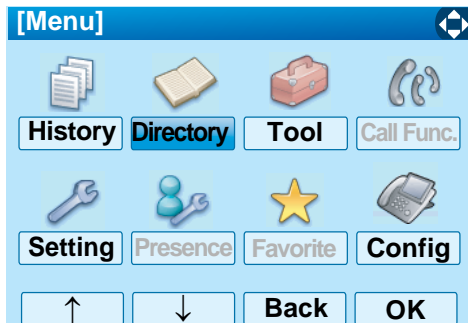 [Menu]
History Directory Tool Call Func.
Setting Presence Favorite Config
↑ ↓ Back OK